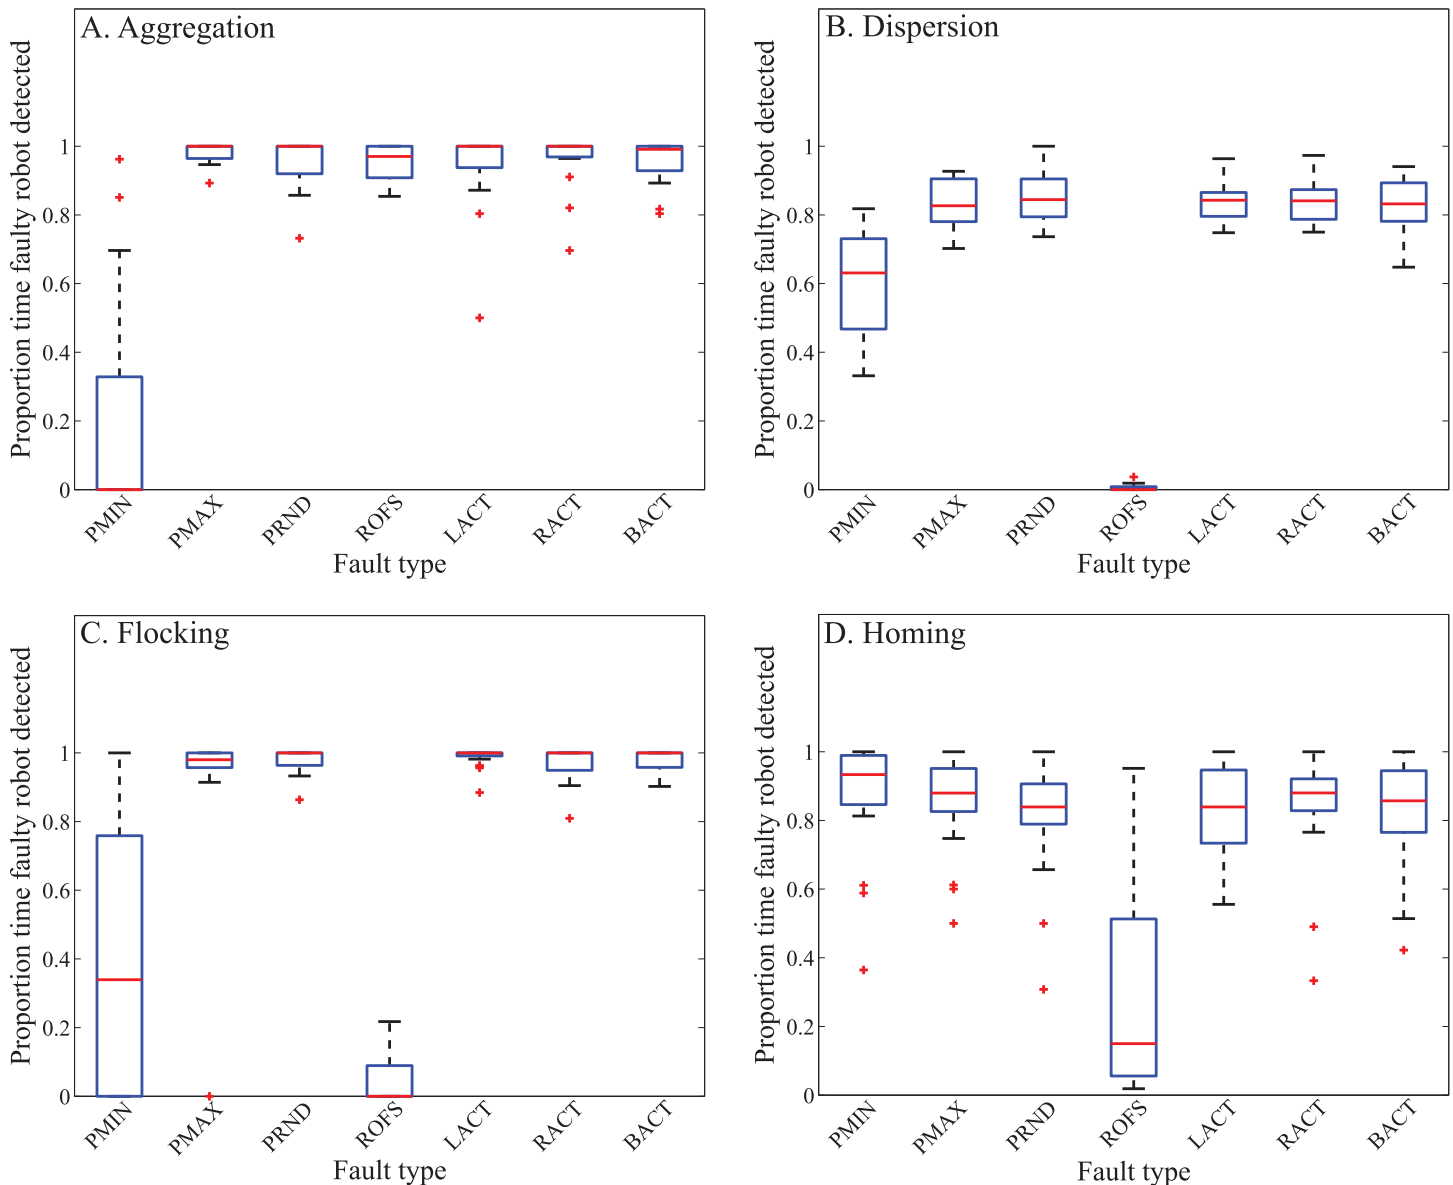 A. Aggregation
Proportion time faulty robot detected
1
0.8
0.6
0.4
0.2
0
PMIN
PMAX
PRND
ROFS
LACT
RACT
BACT
Fault type
B. Dispersion
Proportion time faulty robot detected
1
0.8
0.6
0.4
0.2
0
PMIN
PMAX
PRND
ROFS
LACT
RACT
BACT
Fault type
C. Flocking
Proportion time faulty robot detected
1
0.8
0.6
0.4
0.2
0
PMIN
PMAX
PRND
ROFS
LACT
RACT
BACT
Fault type
D. Homing
Proportion time faulty robot detected
1
0.8
0.6
0.4
0.2
0
PMIN
PMAX
PRND
ROFS
LACT
RACT
BACT
Fault type